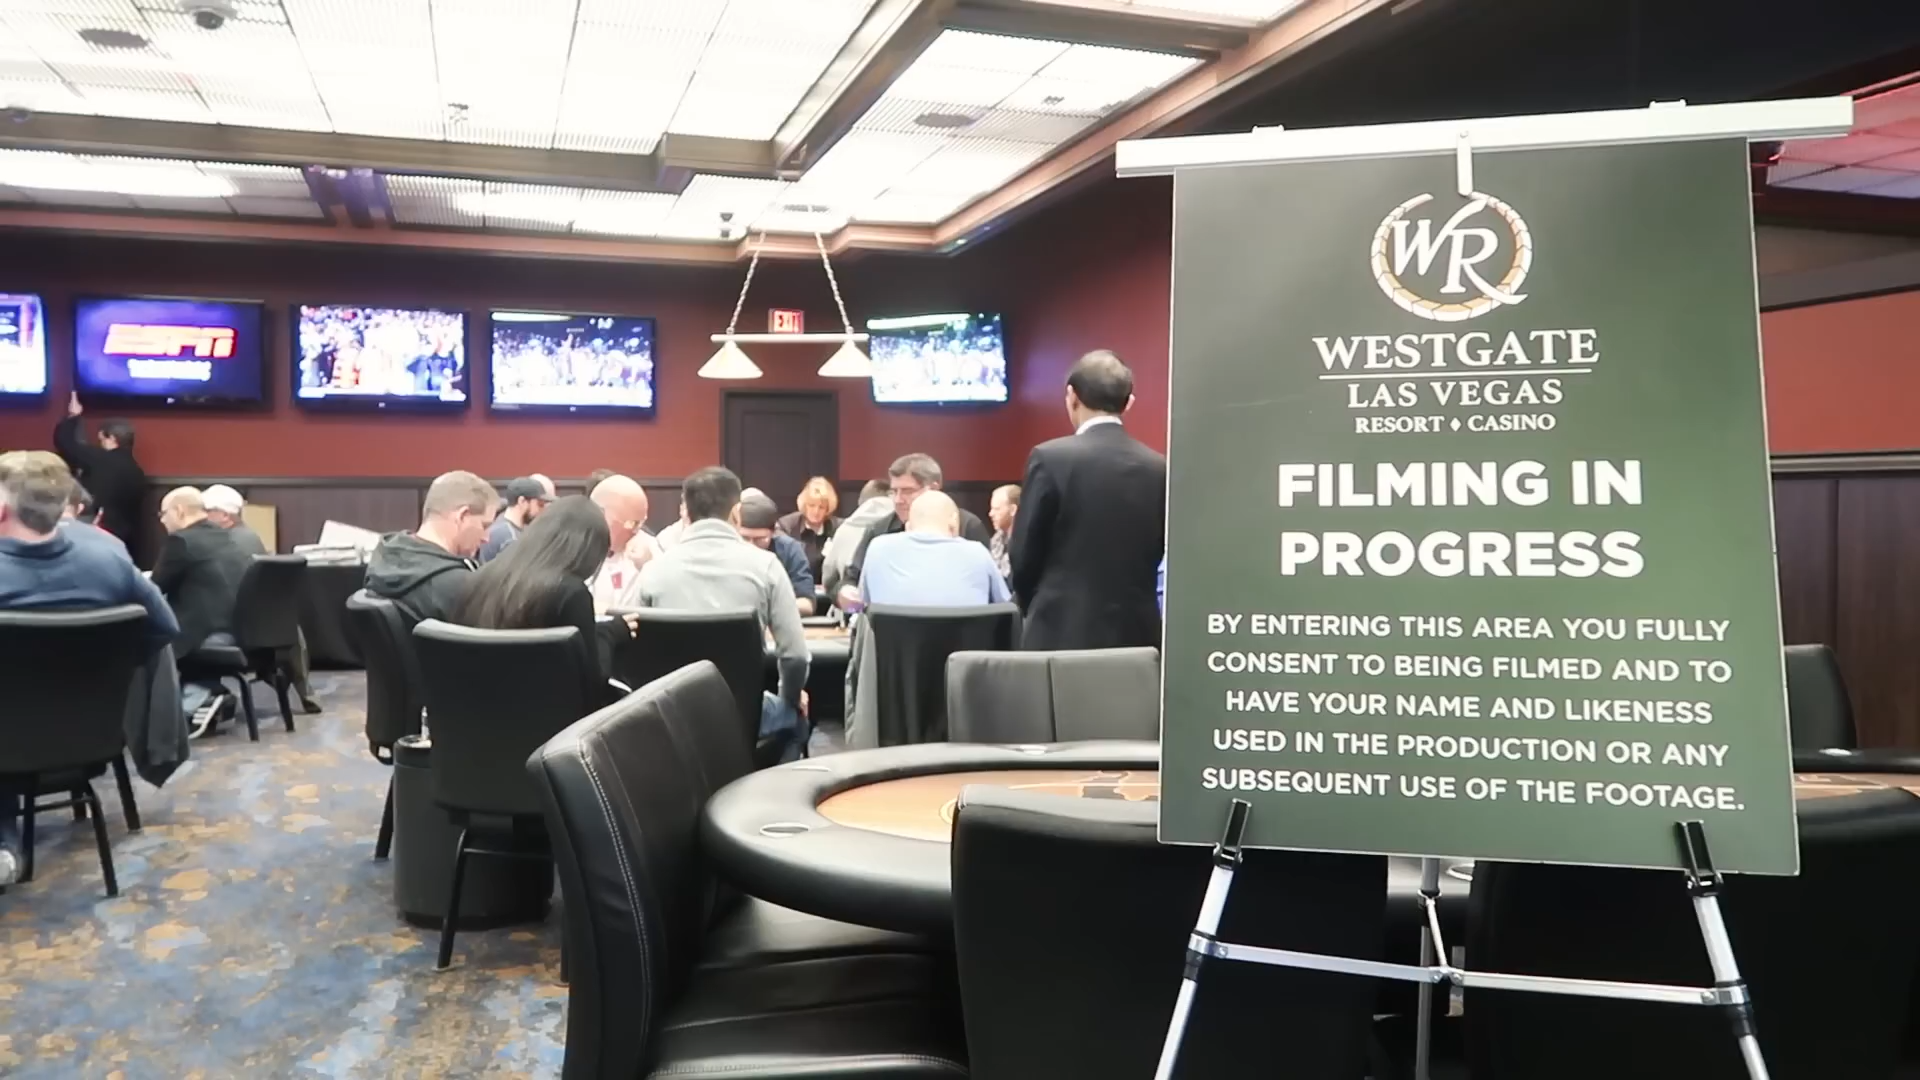 ESPN
EXIT
WR
WESTGATE
LAS VEGAS
RESORT ♦ CASINO
FILMING IN
PROGRESS
BY ENTERING THIS AREA YOU FULLY
CONSENT TO BEING FILMED AND TO
HAVE YOUR NAME AND LIKENESS
USED IN THE PRODUCTION OR ANY
SUBSEQUENT USE OF THE FOOTAGE.